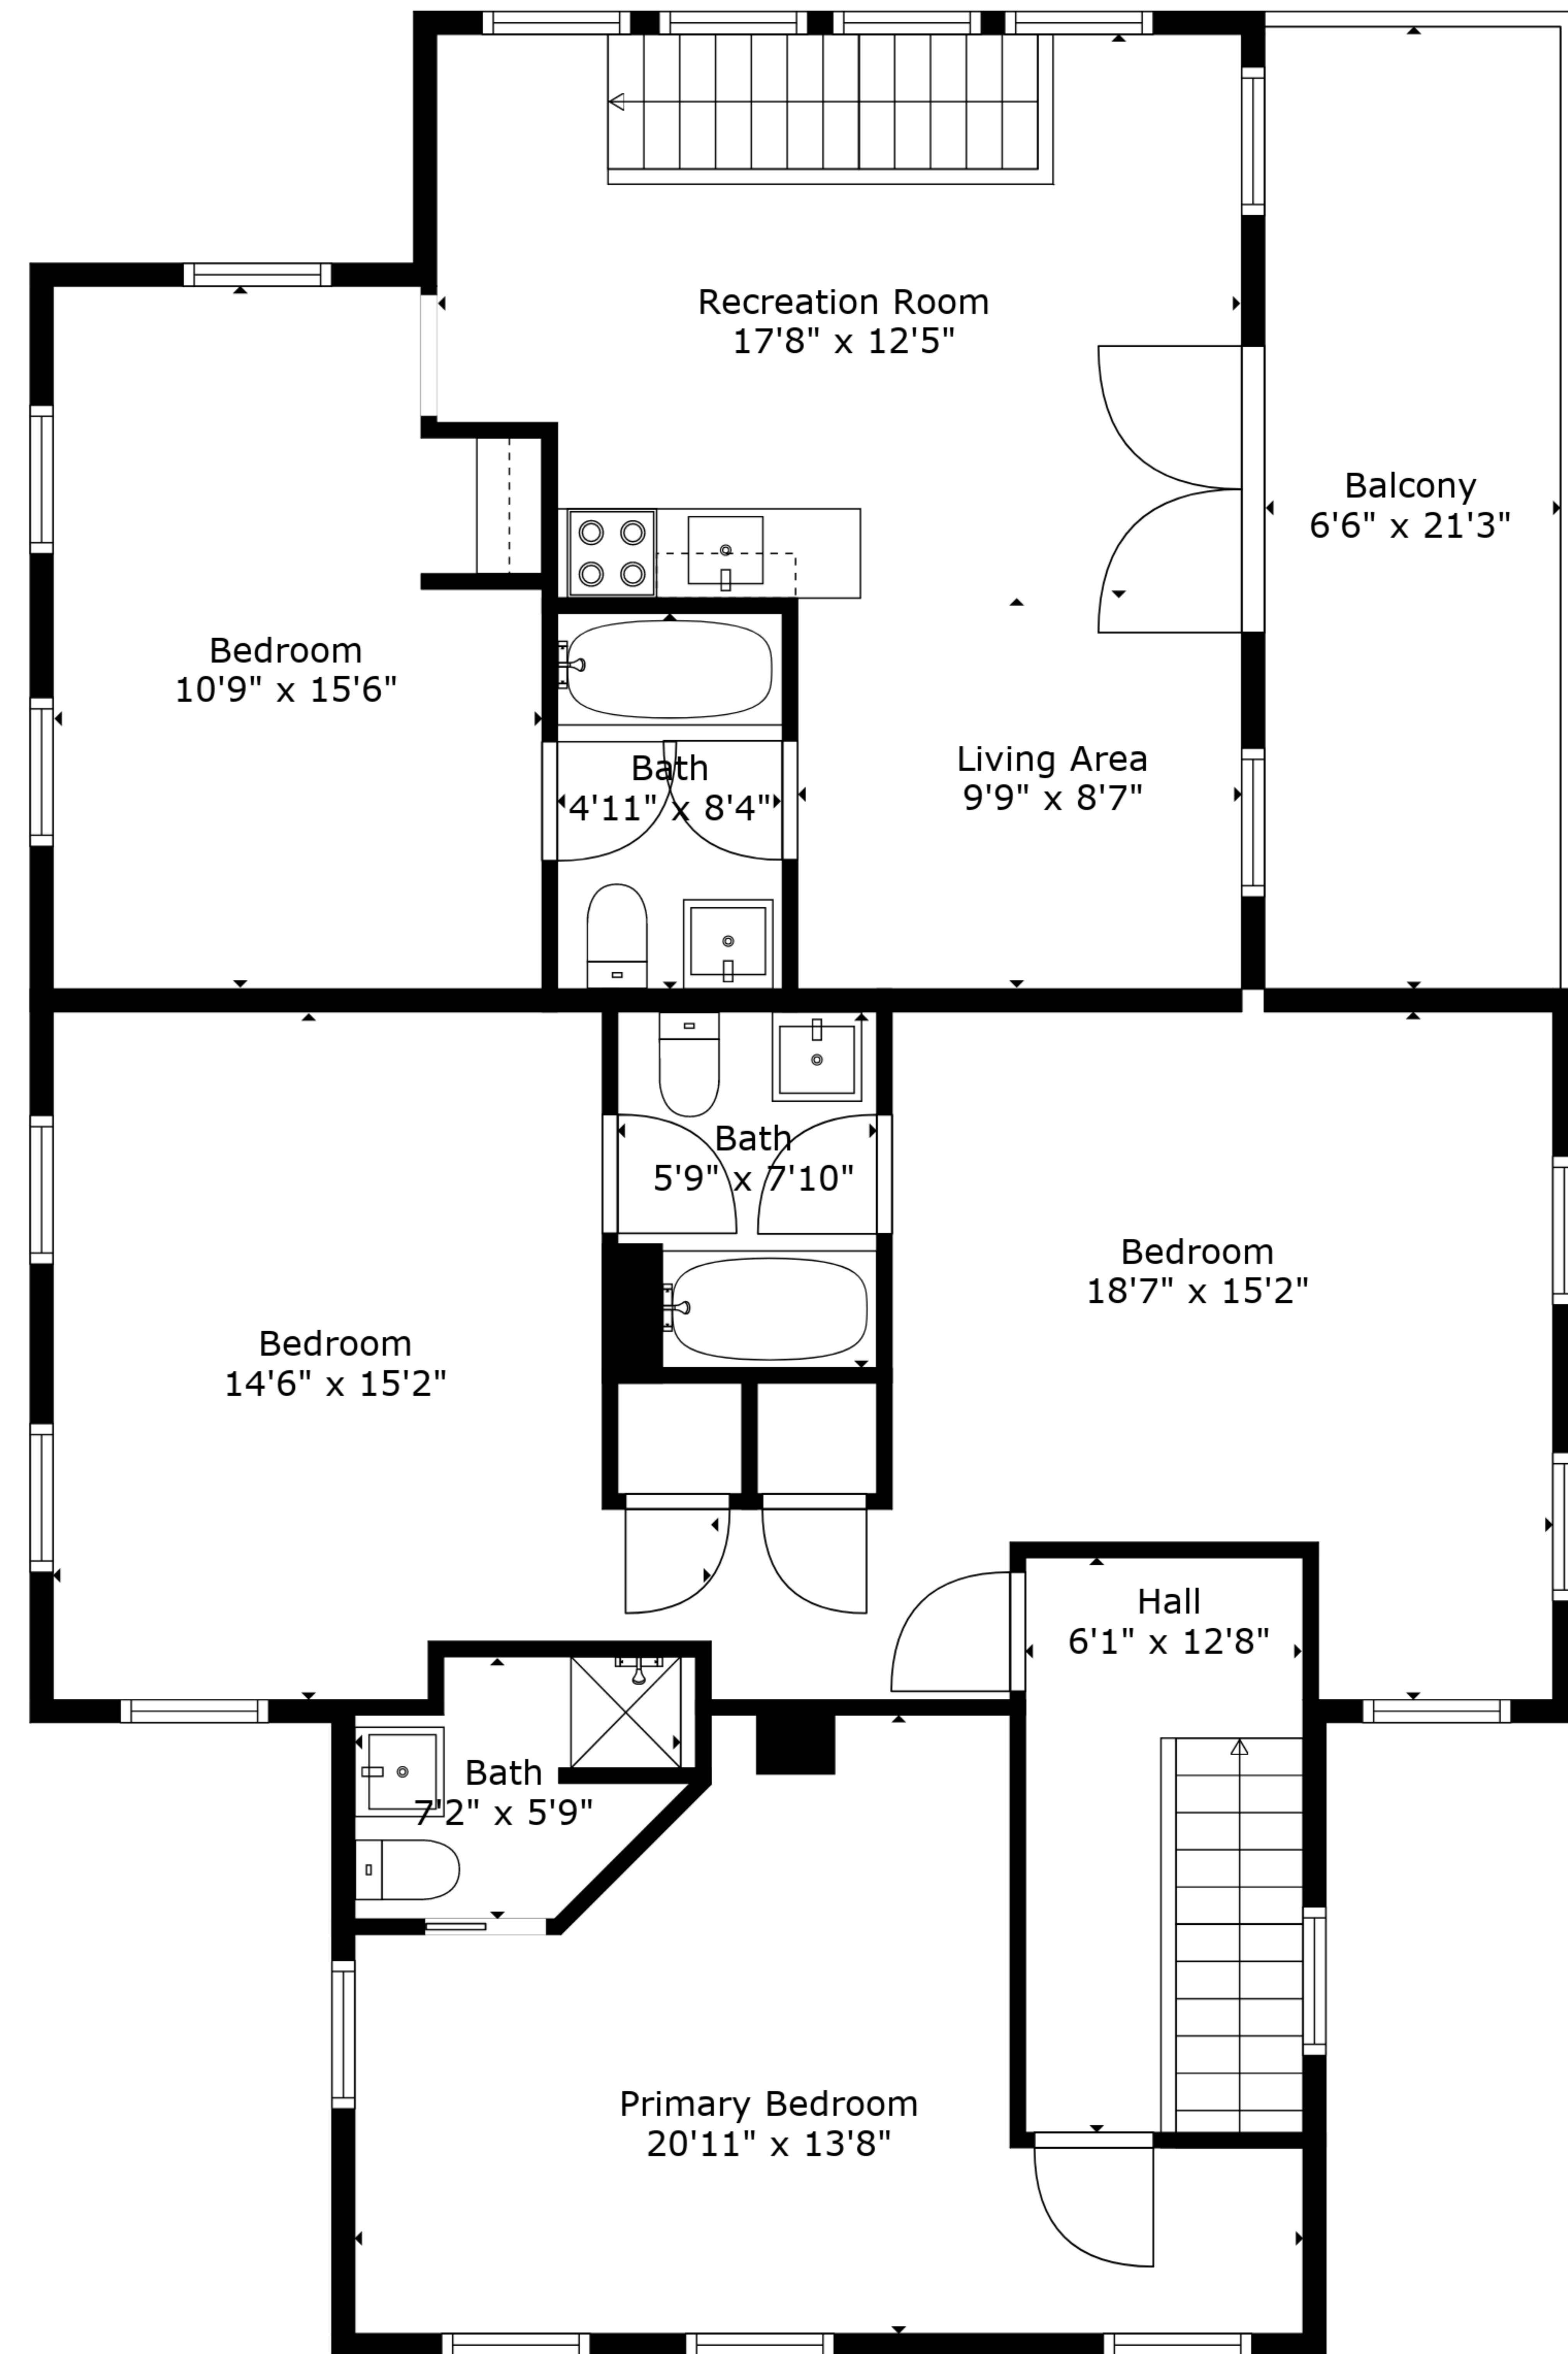 Recreation Room
17'8" x 12'5"
Balcony
6'6" x 21'3"
Bedroom
10'9" x 15'6"
Bath
4'11" x 8'4"
Living Area
9'9" x 8'7"
Bath
5'9" x 7'10"
Bedroom
18'7" x 15'2"
Bedroom
14'6" x 15'2"
Hall
6'1" x 12'8"
Bath
7'2" x 5'9"
Primary Bedroom
20'11" x 13'8"